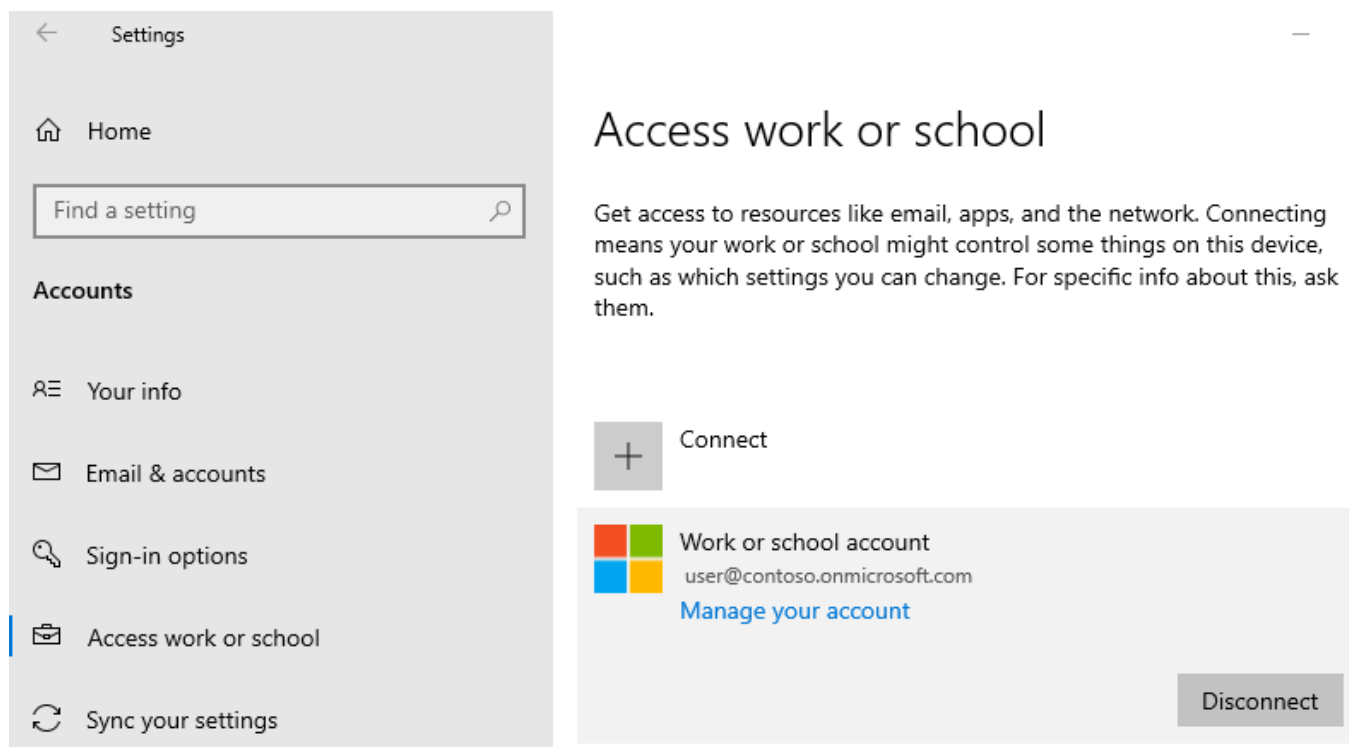 Settings
Home
Find a setting
Accounts
Your info
Email & accounts
Sign-in options
Access work or school
Sync your settings
Access work or school
Get access to resources like email, apps, and the network. Connecting
means your work or school might control some things on this device,
such as which settings you can change. For specific info about this, ask
them.
Connect
Work or school account
user@contoso.onmicrosoft.com
Manage your account
Disconnect